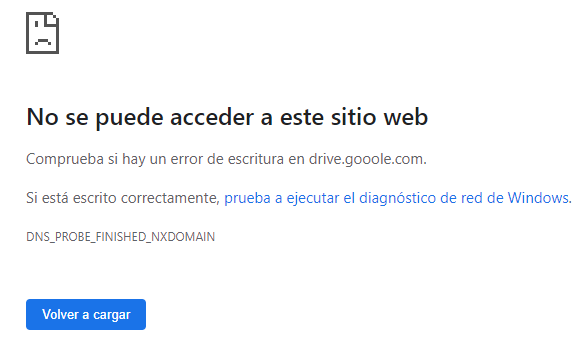 No se puede acceder a este sitio web
Comprueba si hay un error de escritura en drive.gooole.com.
Si está escrito correctamente, prueba a ejecutar el diagnóstico de red de Windows.
DNS_PROBE_FINISHED_NXDOMAIN
Volver a cargar